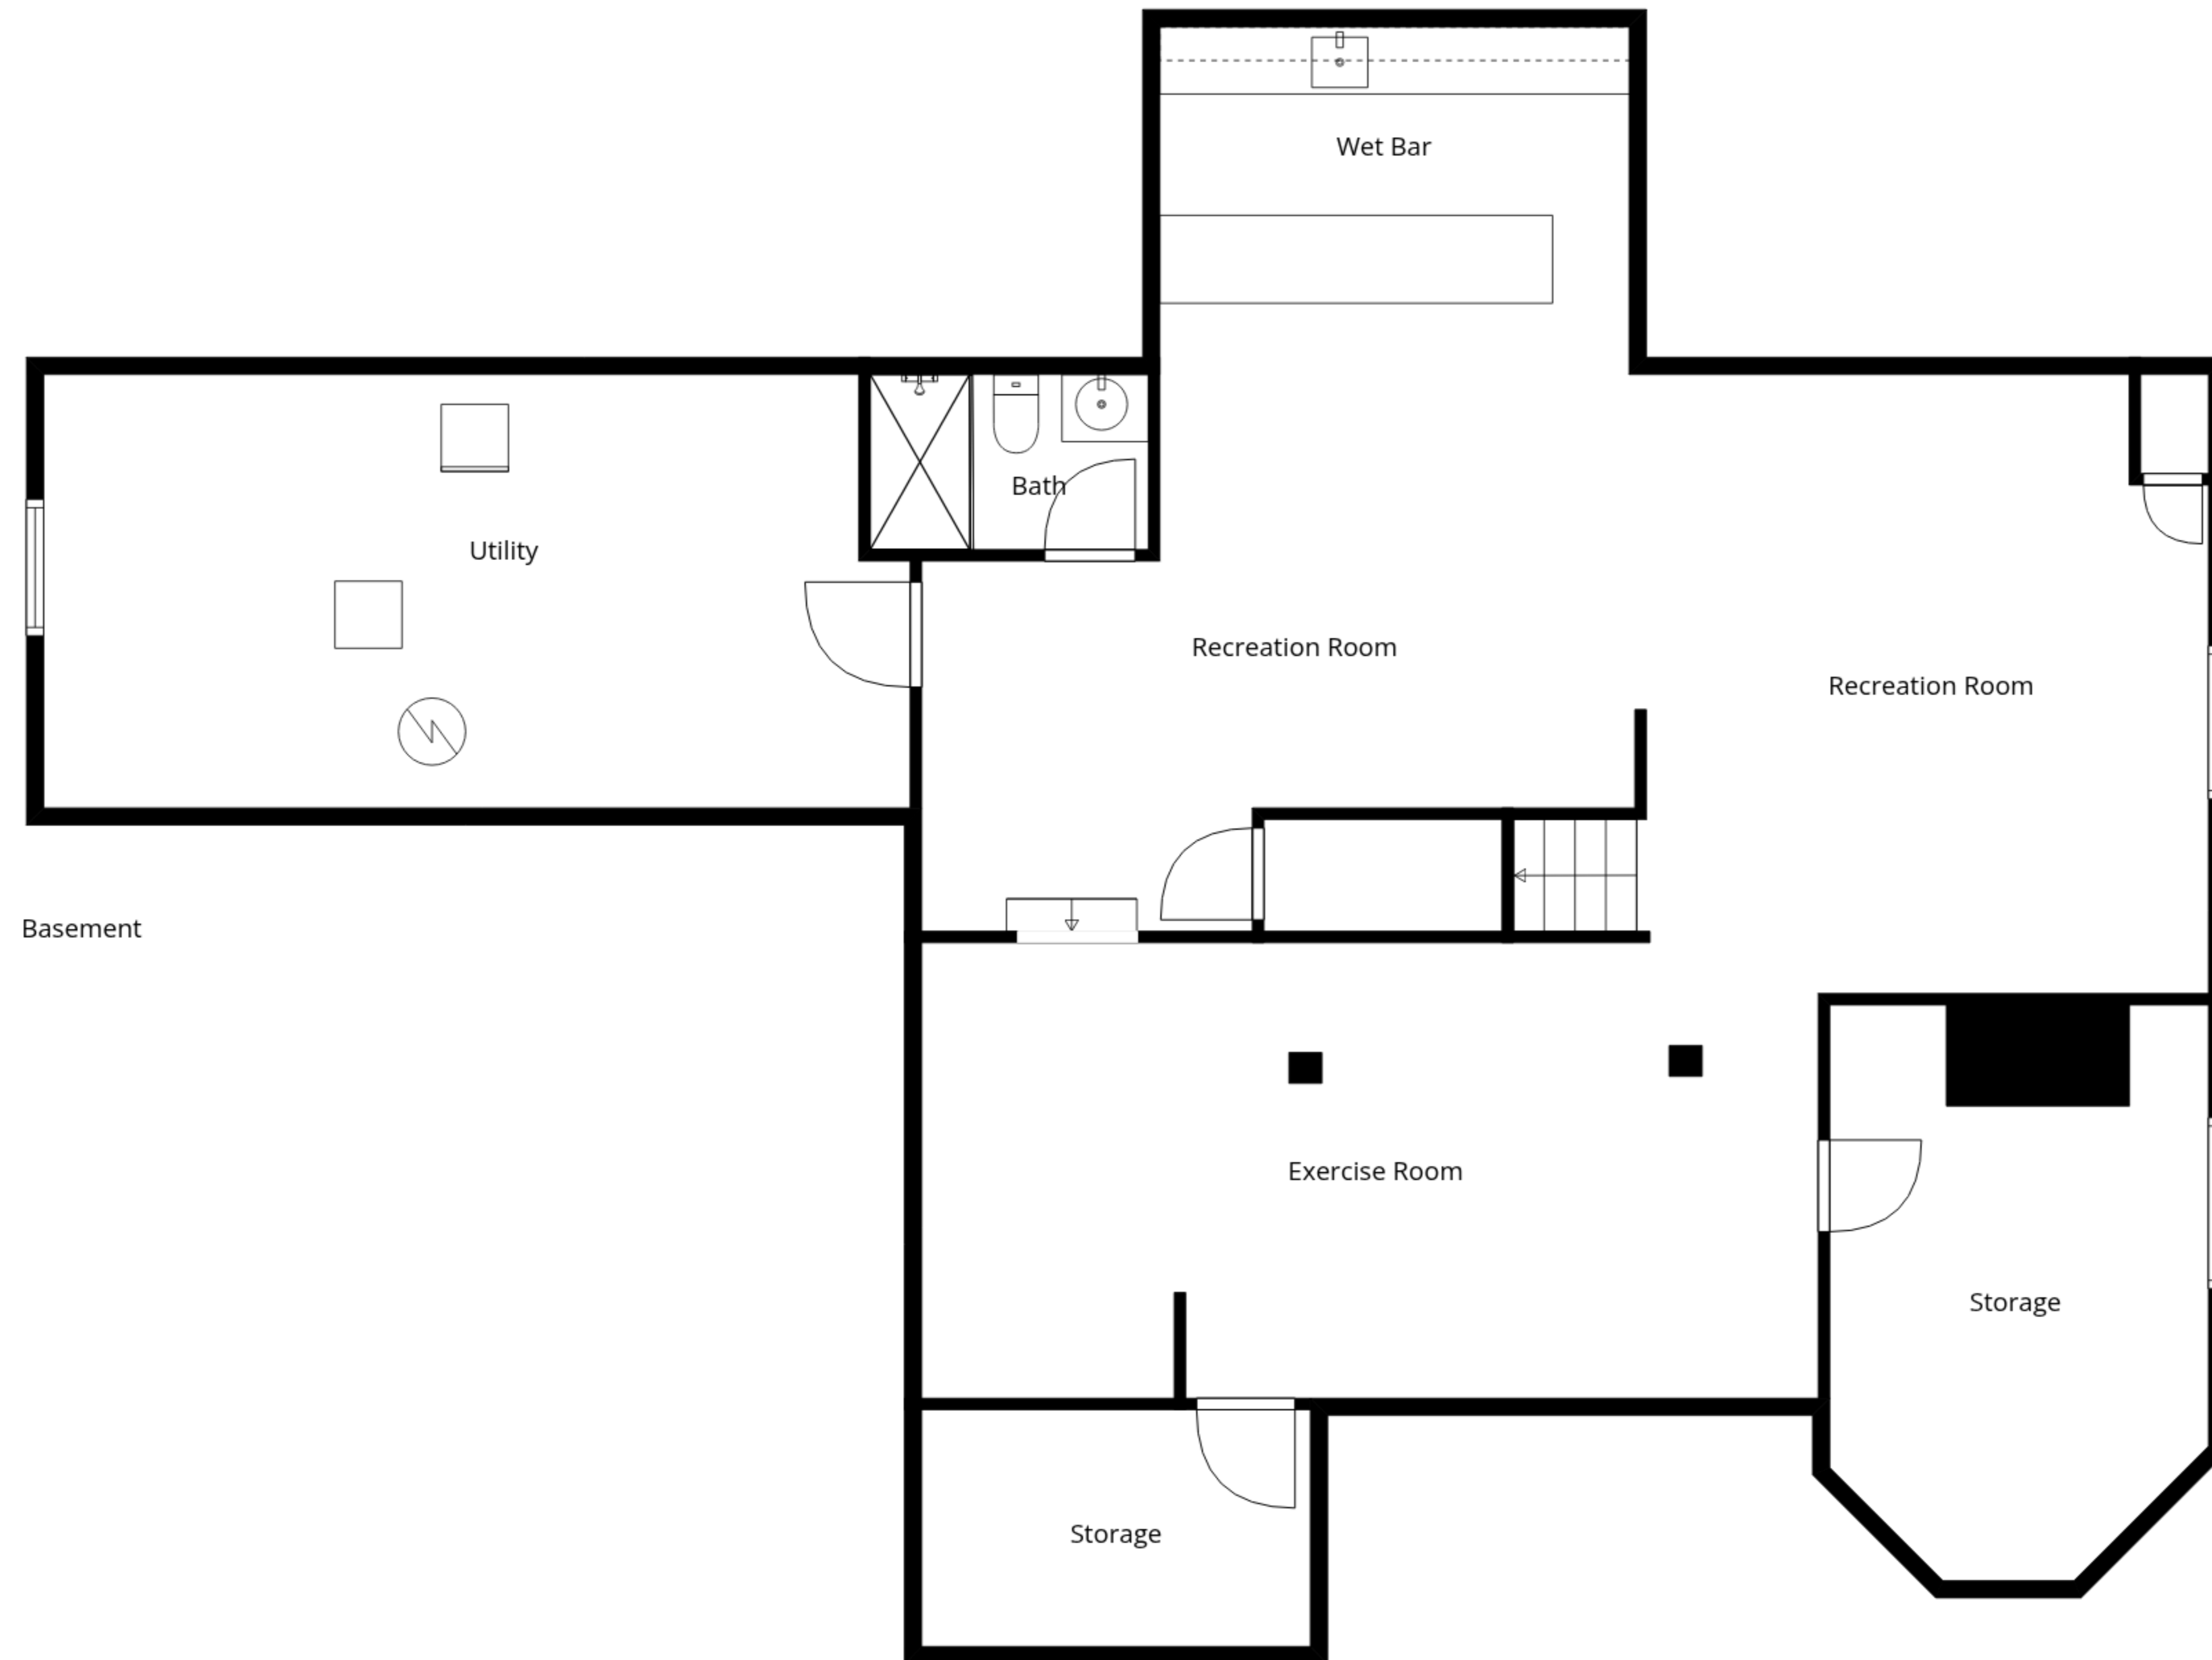 Wet Bar
Bath
Utility
Recreation Room
Recreation Room
Basement
Exercise Room
Storage
Storage